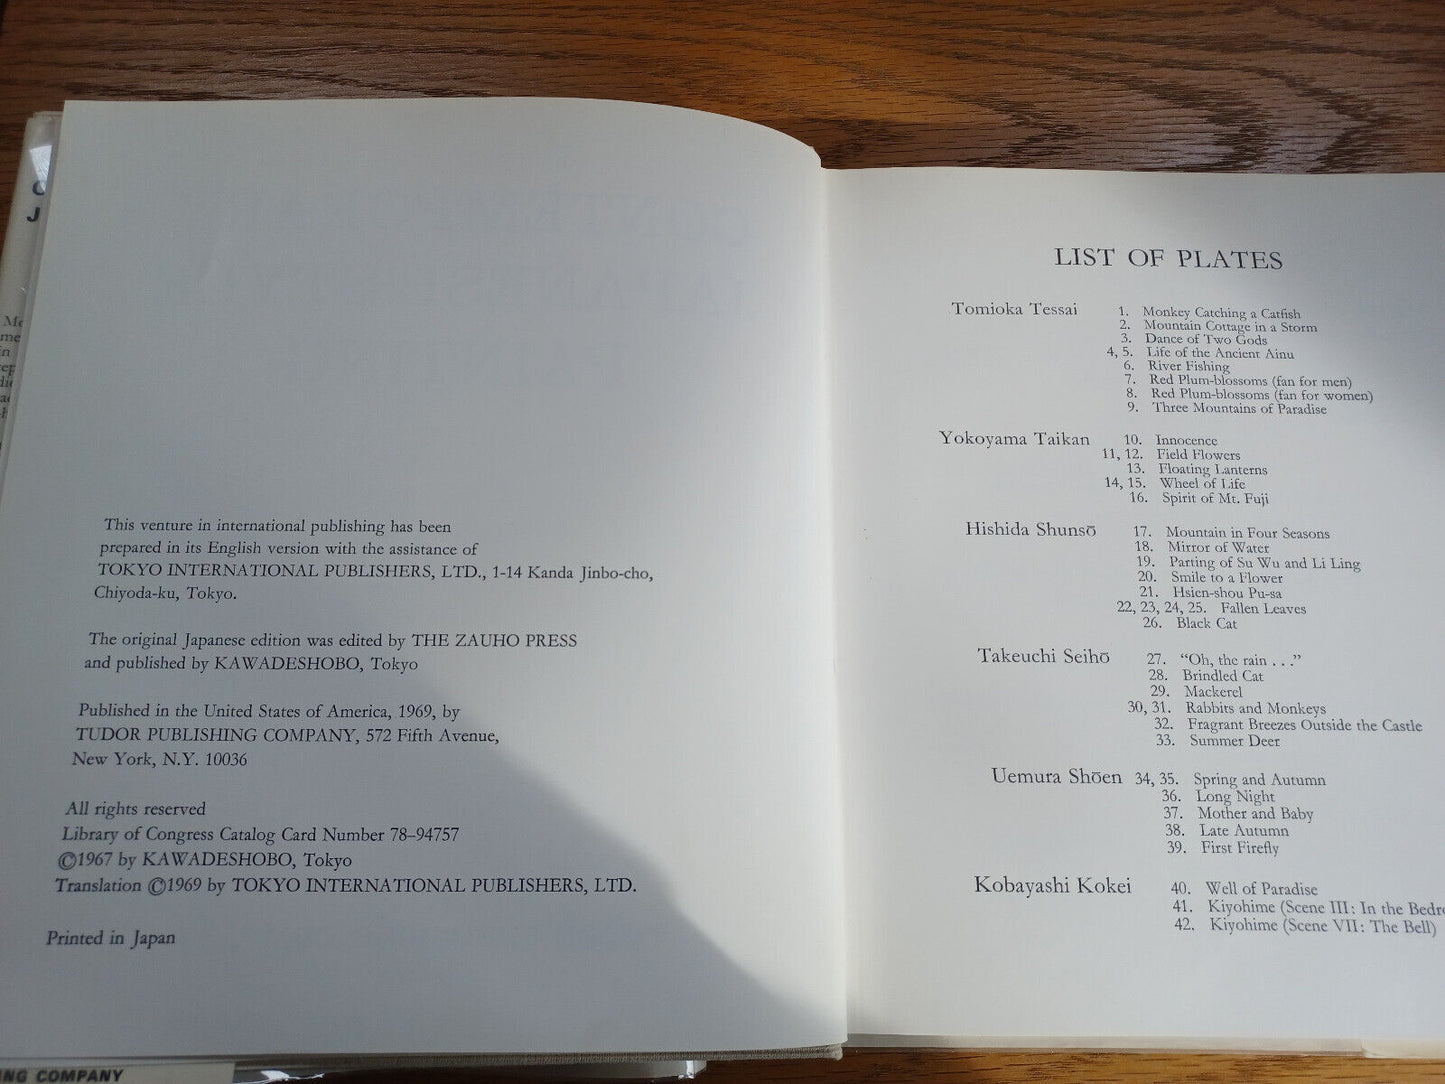 This venture in international publishing has been
prepared in its English version with the assistance of
TOKYO INTERNATIONAL PUBLISHERS, LTD., 1-14 Kanda Jinbo-cho,
Chiyoda-ku, Tokyo.
The original Japanese edition was edited by THE ZAUHO PRESS
and published by KAWADESHOBO, Tokyo
Published in the United States of America, 1969, by
TUDOR PUBLISHING COMPANY, 572 Fifth Avenue,
New York, N.Y. 10036
All rights reserved
Library of Congress Catalog Card Number 78–94757
©1967 by KAWADESHOBO, Tokyo
Translation ©1969 by TOKYO INTERNATIONAL PUBLISHERS, LTD.
Printed in Japan
COMPANY
LIST OF PLATES
Tomioka Tessai 1. Monkey Catching a Catfish
2. Mountain Cottage in a Storm
3. Dance of Two Gods
4, 5. Life of the Ancient Ainu
6. River Fishing
7. Red Plum-blossoms (fan for men)
8. Red Plum-blossoms (fan for women)
9. Three Mountains of Paradise
Yokoyama Taikan 10. Innocence
11, 12. Field Flowers
13. Floating Lanterns
14, 15. Wheel of Life
16. Spirit of Mt. Fuji
Hishida Shunsō 17. Mountain in Four Seasons
18. Mirror of Water
19. Parting of Su Wu and Li Ling
20. Smile to a Flower
21. Hsien-shou Pu-sa
22, 23, 24, 25. Fallen Leaves
26. Black Cat
Takeuchi Seihō 27. “Oh, the rain . . .”
28. Brindled Cat
29. Mackerel
30, 31. Rabbits and Monkeys
32. Fragrant Breezes Outside the Castle
33. Summer Deer
Uemura Shōen 34, 35. Spring and Autumn
36. Long Night
37. Mother and Baby
38. Late Autumn
39. First Firefly
Kobayashi Kokei 40. Well of Paradise
41. Kiyohime (Scene III: In the
42. Kiyohime (Scene VII: The Bell)